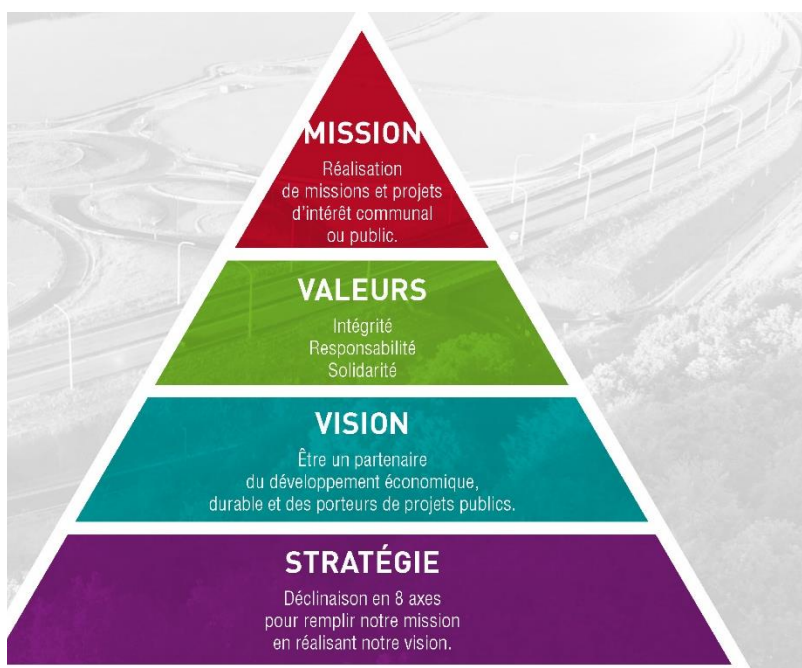 MISSION
Réalisation
de missions et projets
d'intérêt communal
ou public.
VALEURS
Intégrité
Responsabilité
Solidarité
VISION
Être un partenaire
du développement économique,
durable et des porteurs de projets publics.
STRATÉGIE
Déclinaison en 8 axes
pour remplir notre mission
en réalisant notre vision.